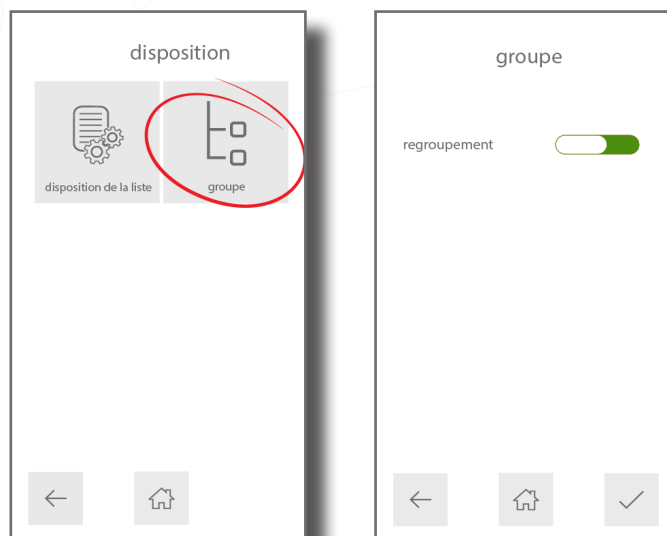 disposition
disposition de la liste
groupe
groupe
regroupement